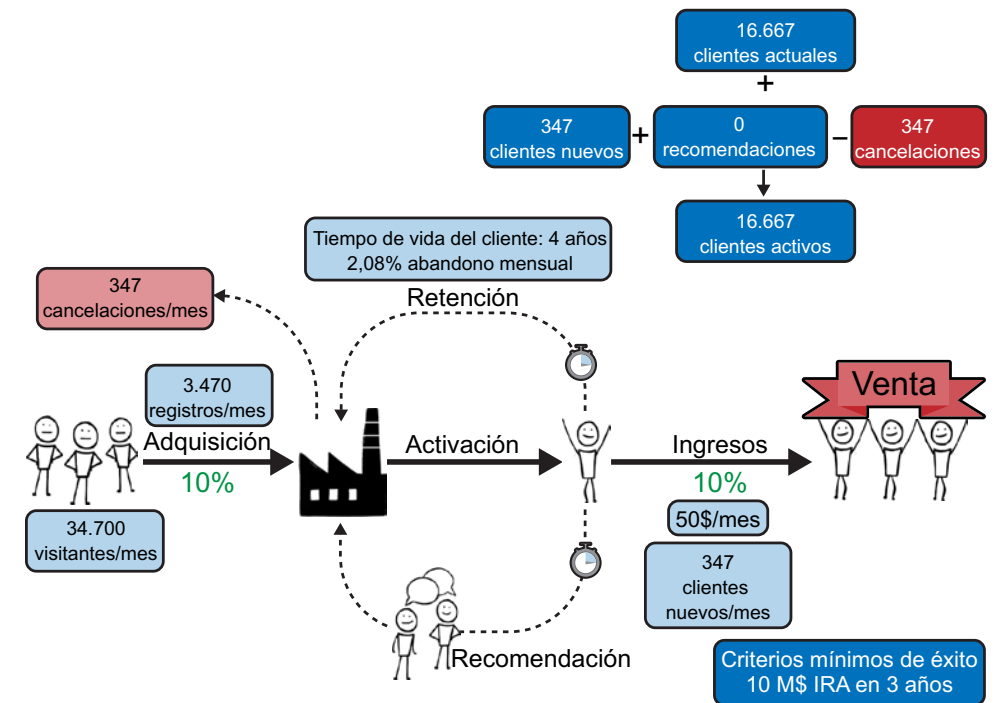 16.667
clientes actuales
+
347
clientes nuevos
+
0
recomendaciones
–
347
cancelaciones
16.667
clientes activos
Tiempo de vida del cliente: 4 años
2,08% abandono mensual
Retención
347
cancelaciones/mes
3.470
registros/mes
Adquisición
10%
34.700
visitantes/mes
Activación
Venta
Ingresos
10%
50$/mes
347
clientes
nuevos/mes
Recomendación
Criterios mínimos de éxito
10 M$ IRA en 3 años